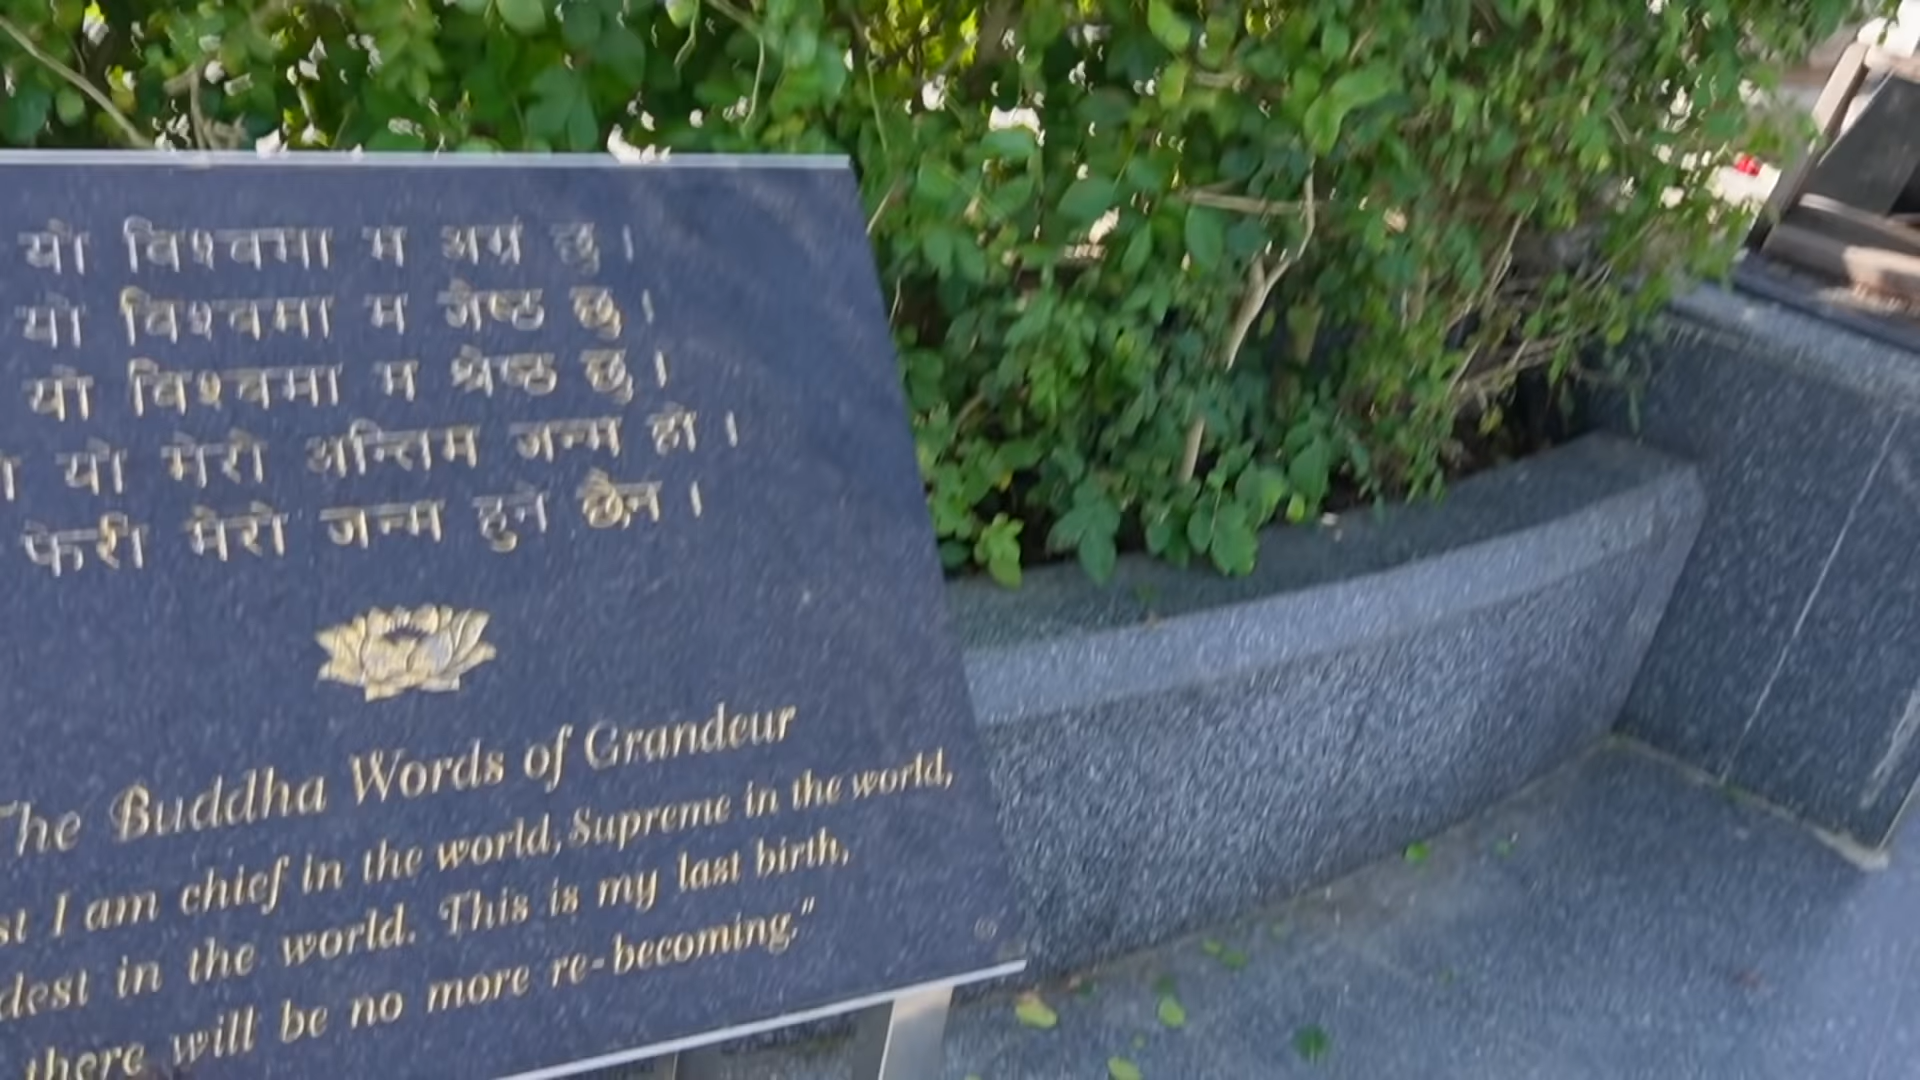 यो विश्वमा म अग्र छु ।
यो विश्वमा म जेष्ठ छु ।
यो विश्वमा म श्रेष्ठ छु ।
यो मेरो अन्तिम जन्म हो ।
फेरी मेरो जन्म हुने छैन ।
The Buddha Words of Grandeur
I am chief in the world, Supreme in the world,
in the world. This is my last birth,
there will be no more re-becoming."